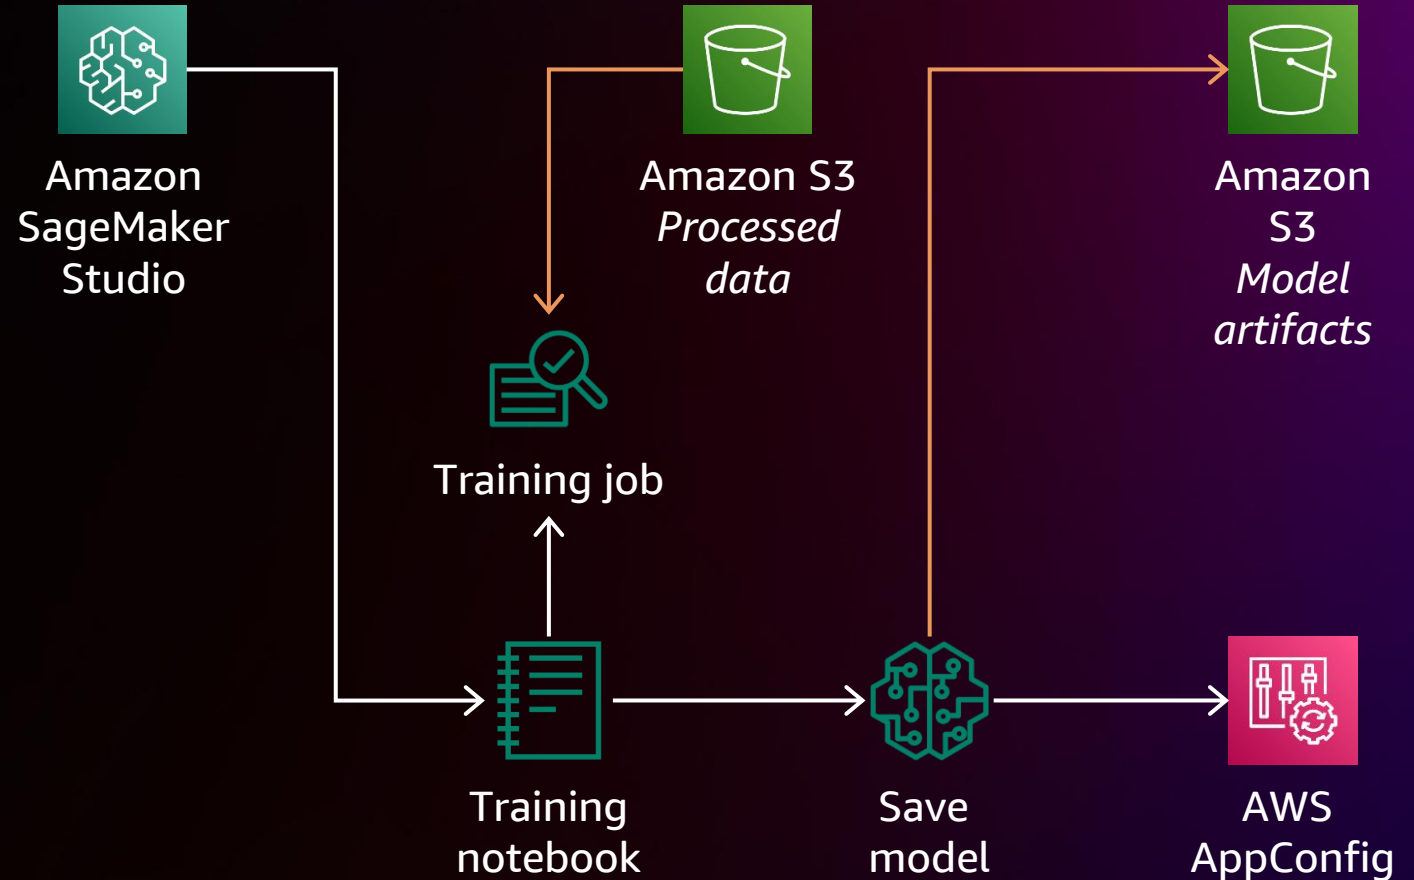 Amazon
SageMaker
Studio
Amazon S3
Processed
data
Amazon
S3
Model
artifacts
Training job
Training
notebook
Save
model
AWS
AppConfig